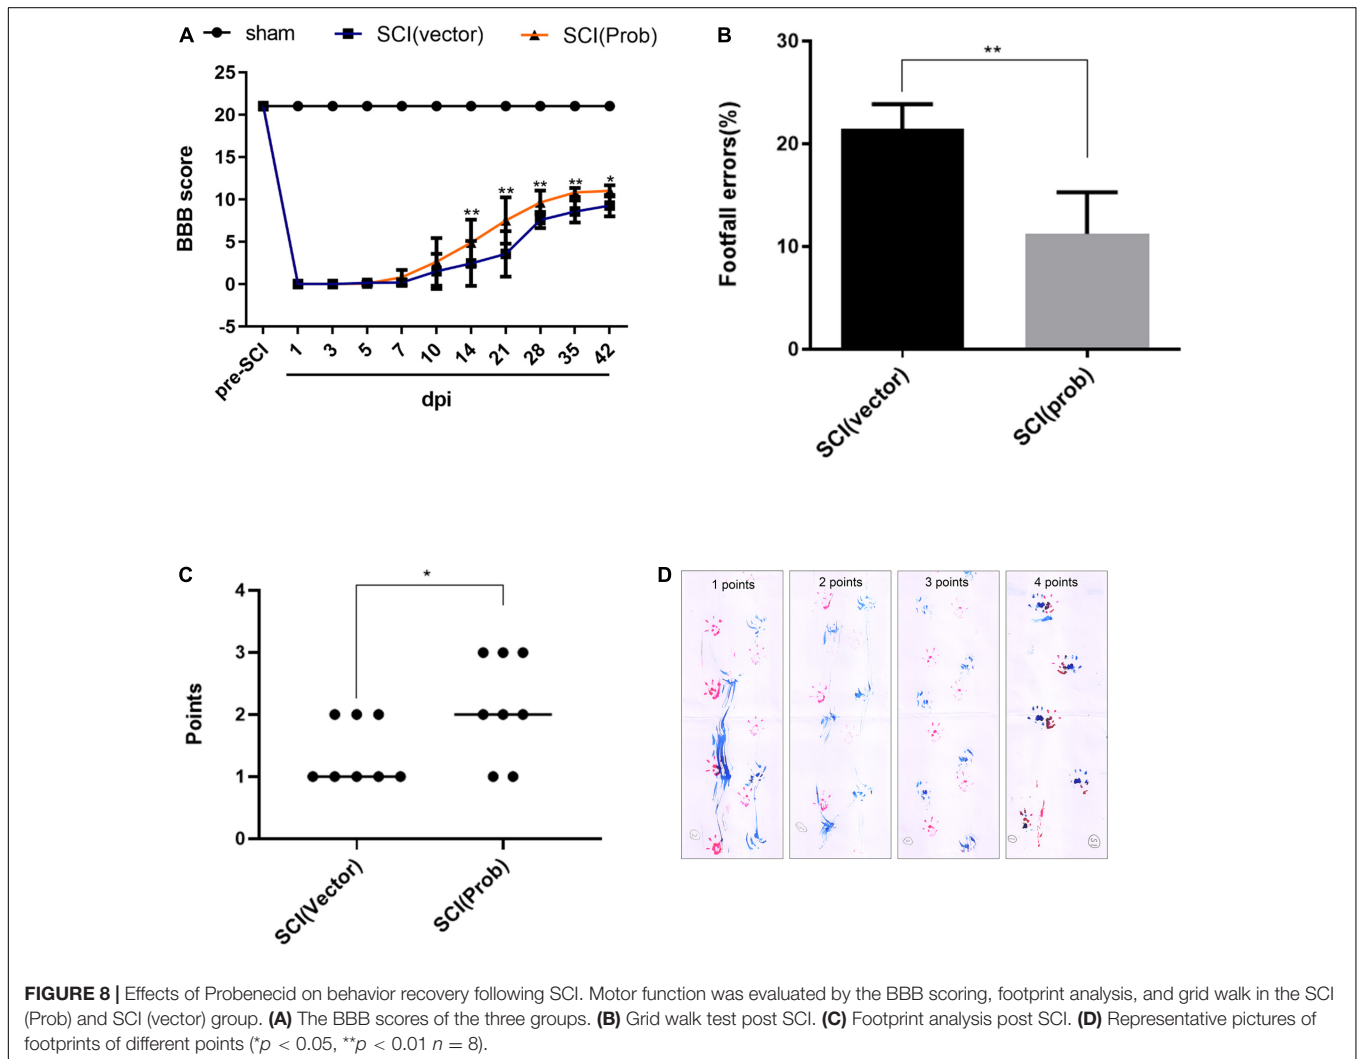 A sham SCI(vector) SCI(Prob)
25
20
15
10
5
0
-5
BBB score
** ** ** ** *
pre-SCI 1 3 5 7 10 14 21 28 35 42
dpi
B
30
20
10
0
Footfall errors(%)
**
SCI(vector) SCI(prob)
C
4
3
2
1
0
Points
*
SCI(Vector) SCI(Prob)
D
1 points 2 points 3 points 4 points
FIGURE 8 | Effects of Probenecid on behavior recovery following SCI. Motor function was evaluated by the BBB scoring, footprint analysis, and grid walk in the SCI
(Prob) and SCI (vector) group. (A) The BBB scores of the three groups. (B) Grid walk test post SCI. (C) Footprint analysis post SCI. (D) Representative pictures of
footprints of different points (*p < 0.05, **p < 0.01 n = 8).